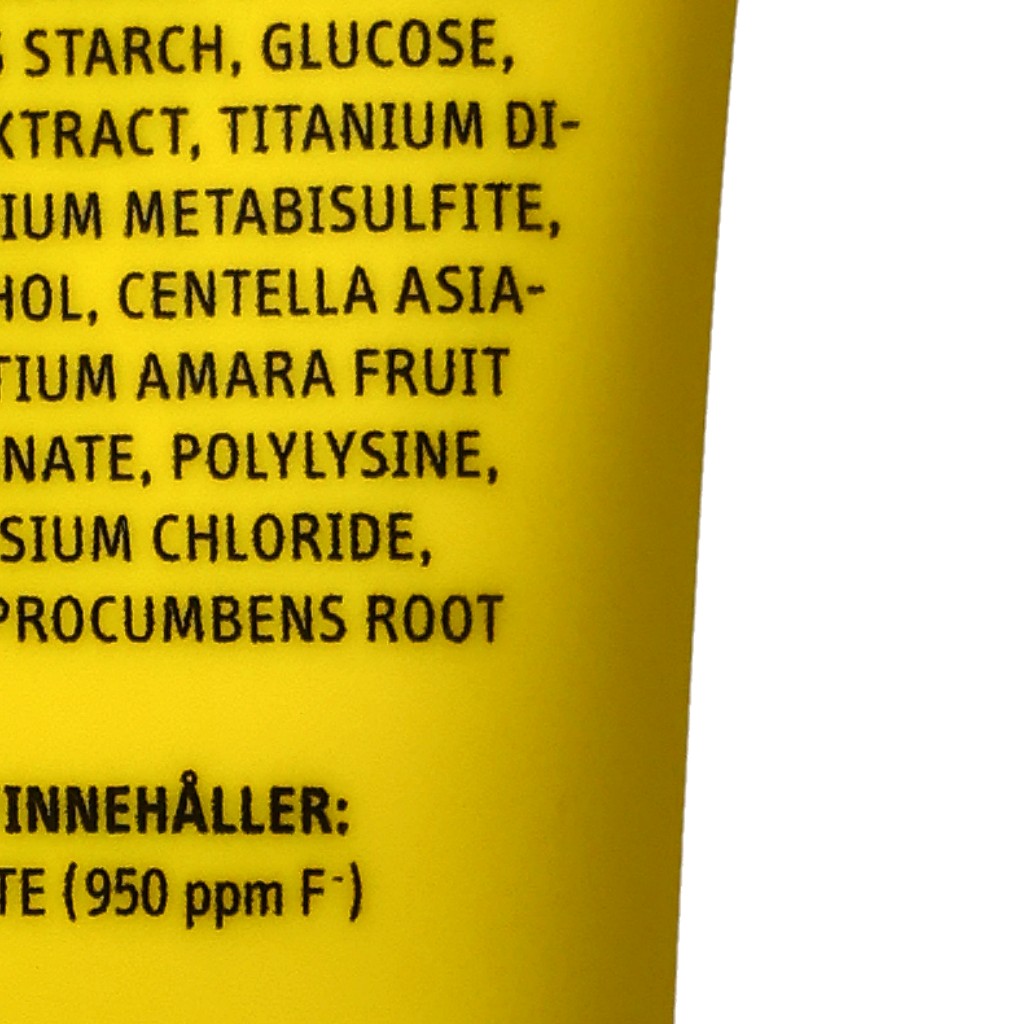 STARCH, GLUCOSE,
XTRACT, TITANIUM DI-
IUM METABISULFITE,
HOL, CENTELLA ASIA-
TIUM AMARA FRUIT
NATE, POLYLYSINE,
SIUM CHLORIDE,
PROCUMBENS ROOT
INNEHÅLLER:
TE (950 ppm F⁻)